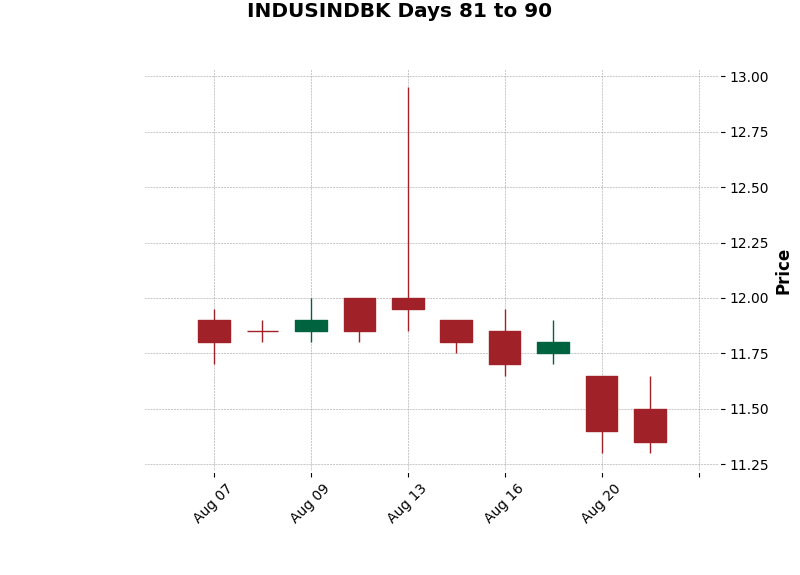 INDUSINDBK Days 81 to 90
13.00
12.75
12.50
12.25
12.00
11.75
11.50
11.25
Price
Aug 07
Aug 09
Aug 13
Aug 16
Aug 20